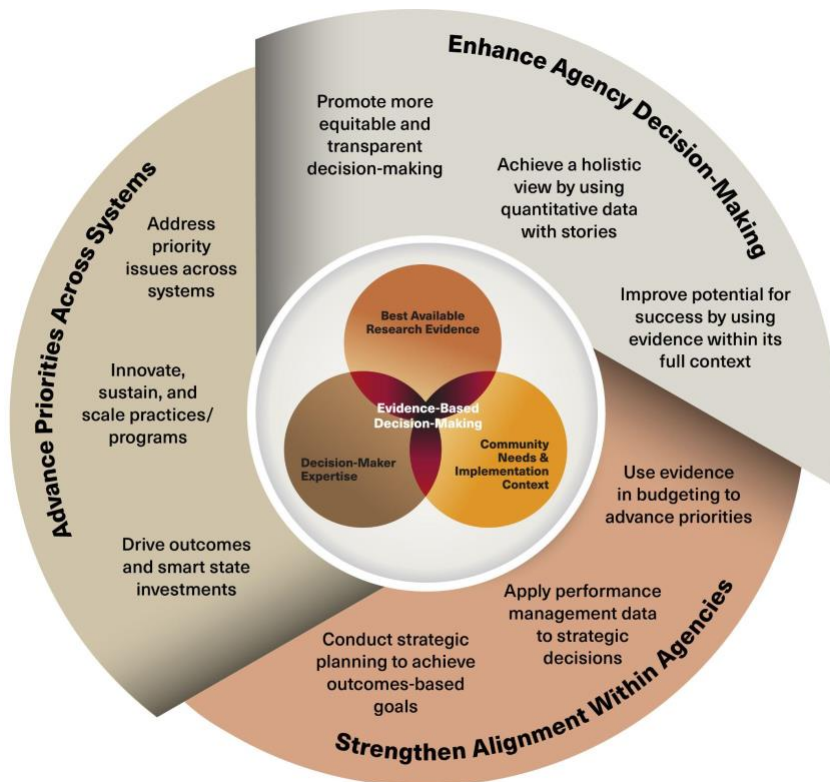 Enhance Agency Decision-Making
Promote more
equitable and
transparent
decision-making
Achieve a holistic
view by using
quantitative data
with stories
Improve potential for
success by using
evidence within its
full context
Strengthen Alignment Within Agencies
Use evidence
in budgeting to
advance priorities
Apply performance
management data
to strategic
decisions
Conduct strategic
planning to achieve
outcomes-based
goals
Advance Priorities Across Systems
Address
priority
issues across
systems
Innovate,
sustain, and
scale practices/
programs
Drive outcomes
and smart state
investments
Best Available
Research Evidence
Evidence-Based
Decision-Making
Decision-Maker
Expertise
Community
Needs &
Implementation
Context